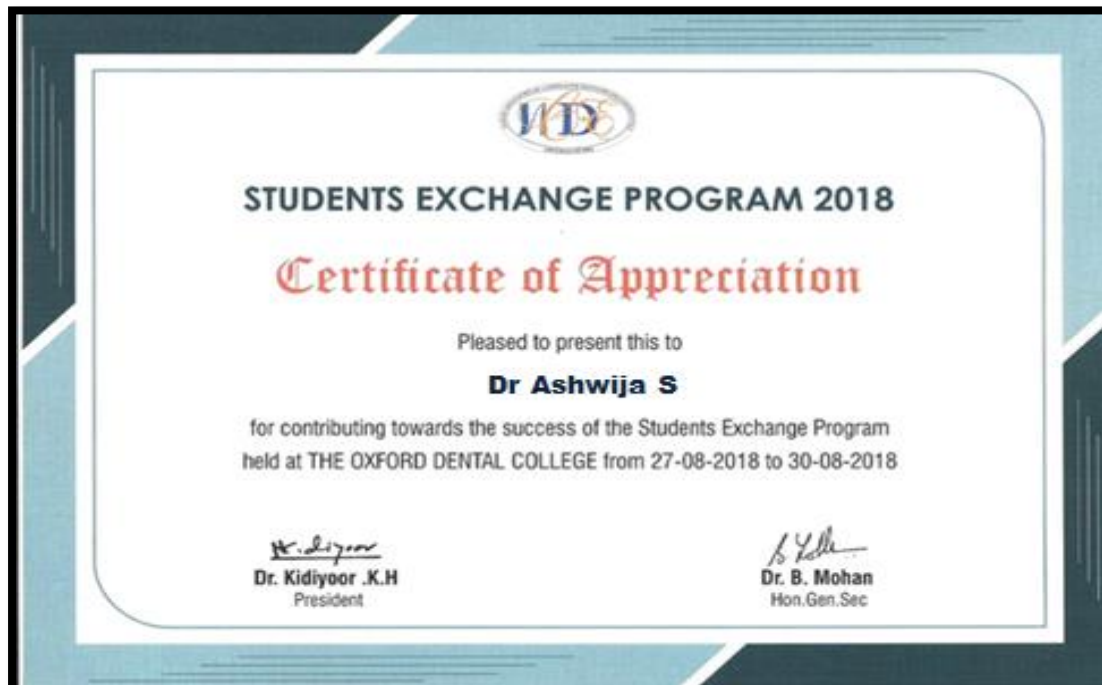 STUDENTS EXCHANGE PROGRAM 2018
Certificate of Appreciation
Pleased to present this to
Dr Ashwija S
for contributing towards the success of the Students Exchange Program
held at THE OXFORD DENTAL COLLEGE from 27-08-2018 to 30-08-2018
Dr. Kidiyoor .K.H
President
Dr. B. Mohan
Hon.Gen.Sec